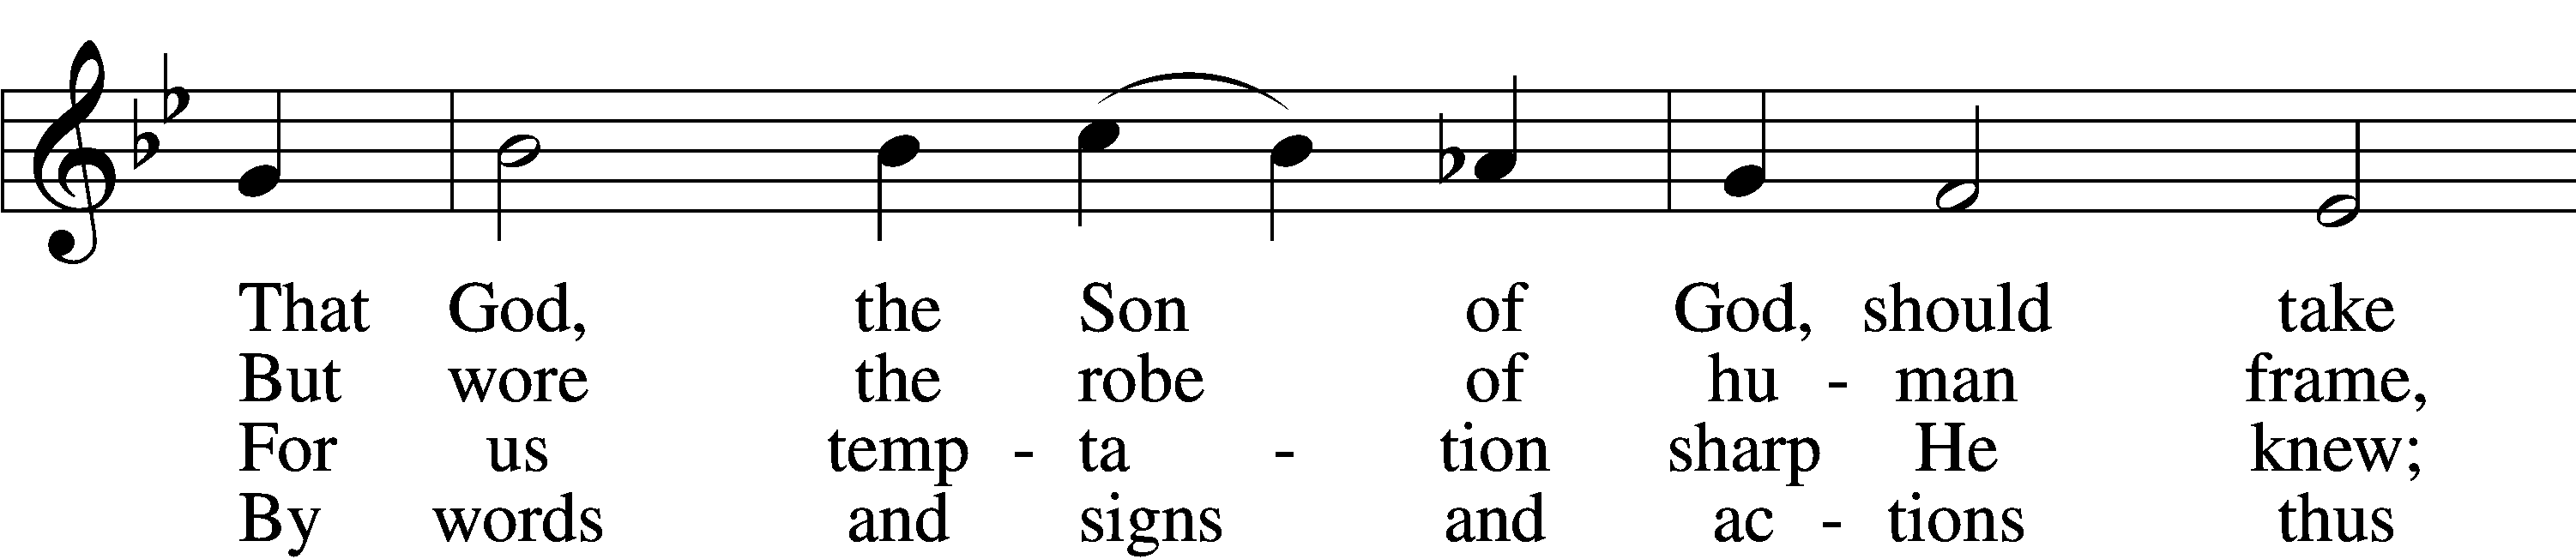 That God, the Son of God, should take
But wore the robe of hu - man frame,
For us temp - ta - tion sharp He knew;
By words and signs and ac - tions thus